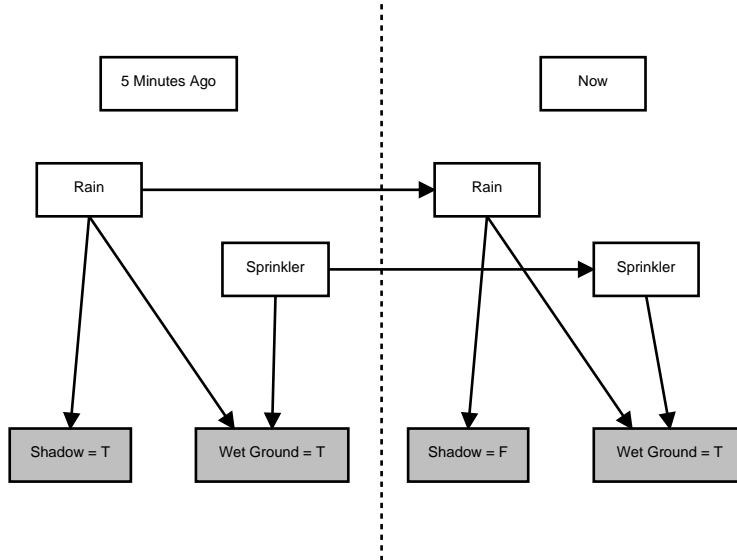 5 Minutes Ago
Now
Rain
Rain
Sprinkler
Sprinkler
Shadow = T
Wet Ground = T
Shadow = F
Wet Ground = T